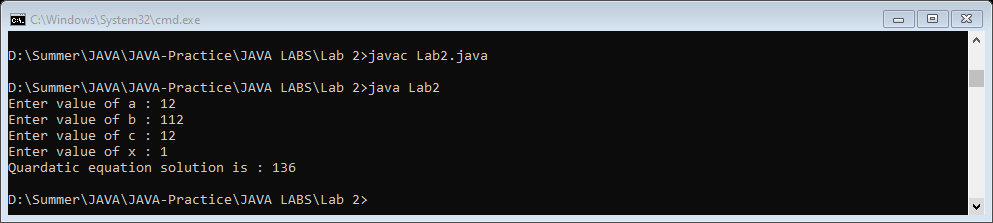 C:\Windows\System32\cmd.exe
D:\Summer\JAVA\JAVA-Practice\JAVA LABS\Lab 2>javac Lab2.java
D:\Summer\JAVA\JAVA-Practice\JAVA LABS\Lab 2>java Lab2
Enter value of a : 12
Enter value of b : 112
Enter value of c : 12
Enter value of x : 1
Quardatic equation solution is : 136
D:\Summer\JAVA\JAVA-Practice\JAVA LABS\Lab 2>